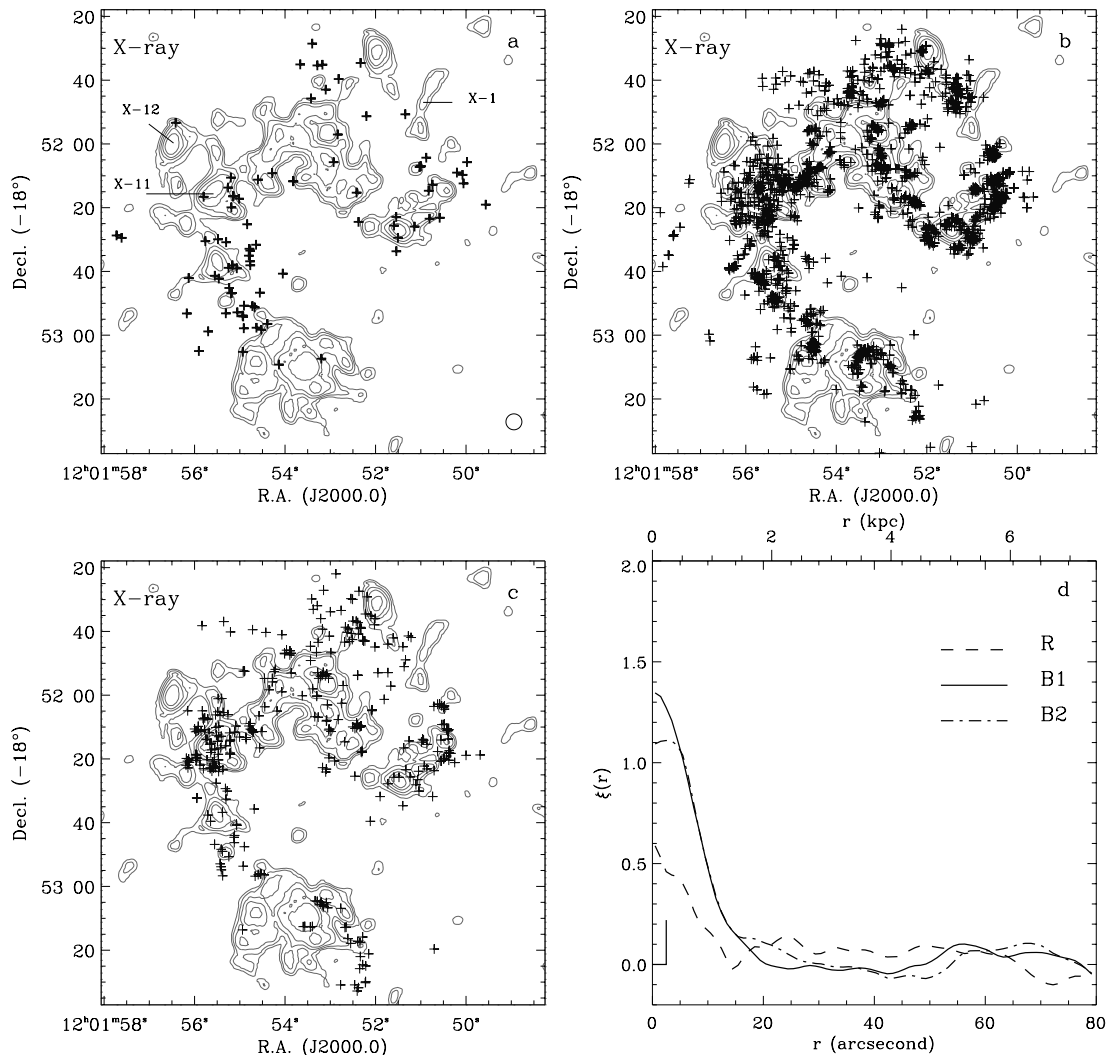 X-ray
a
X-1
X-12
X-11
20
40
52 00
20
40
53 00
20
Decl. (−18°)
12ʰ01ᵐ58ˢ
56ˢ
54ˢ
52ˢ
50ˢ
R.A. (J2000.0)
X-ray
b
20
40
52 00
20
40
53 00
20
Decl. (−18°)
12ʰ01ᵐ58ˢ
56ˢ
54ˢ
52ˢ
50ˢ
R.A. (J2000.0)
X-ray
c
20
40
52 00
20
40
53 00
20
Decl. (−18°)
12ʰ01ᵐ58ˢ
56ˢ
54ˢ
52ˢ
50ˢ
R.A. (J2000.0)
r (kpc)
0 2 4 6
d
2.0
1.5
1.0
0.5
0.0
ξ(r)
R
B1
B2
0 20 40 60 80
r (arcsecond)